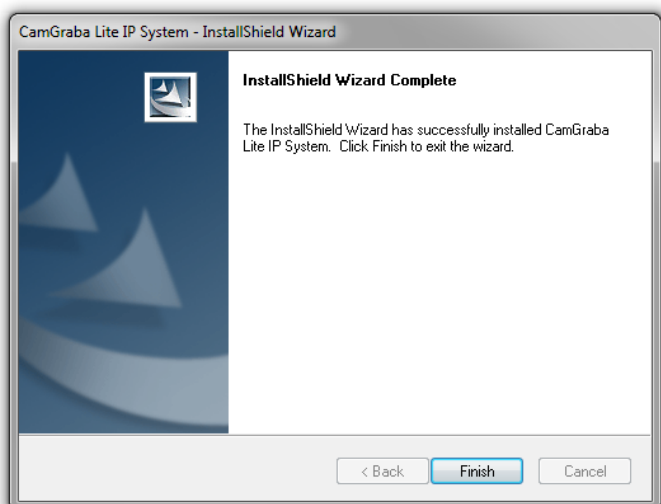 CamGraba Lite IP System - InstallShield Wizard
InstallShield Wizard Complete
The InstallShield Wizard has successfully installed CamGraba
Lite IP System.  Click Finish to exit the wizard.
< Back
Finish
Cancel